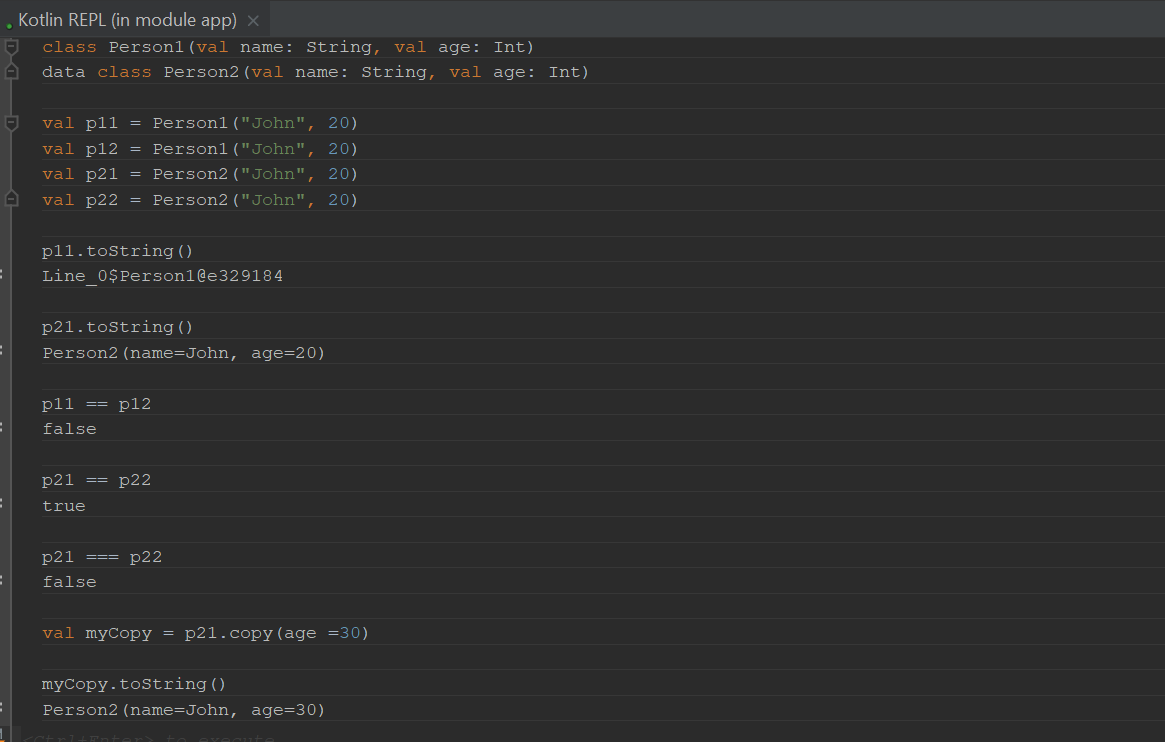 Kotlin REPL (in module app)
class Person1(val name: String, val age: Int)
data class Person2(val name: String, val age: Int)
val p11 = Person1("John", 20)
val p12 = Person1("John", 20)
val p21 = Person2("John", 20)
val p22 = Person2("John", 20)
p11.toString()
Line_0$Person1@e329184
p21.toString()
Person2(name=John, age=20)
p11 == p12
false
p21 == p22
true
p21 === p22
false
val myCopy = p21.copy(age =30)
myCopy.toString()
Person2(name=John, age=30)
<Ctrl+Enter> to execute